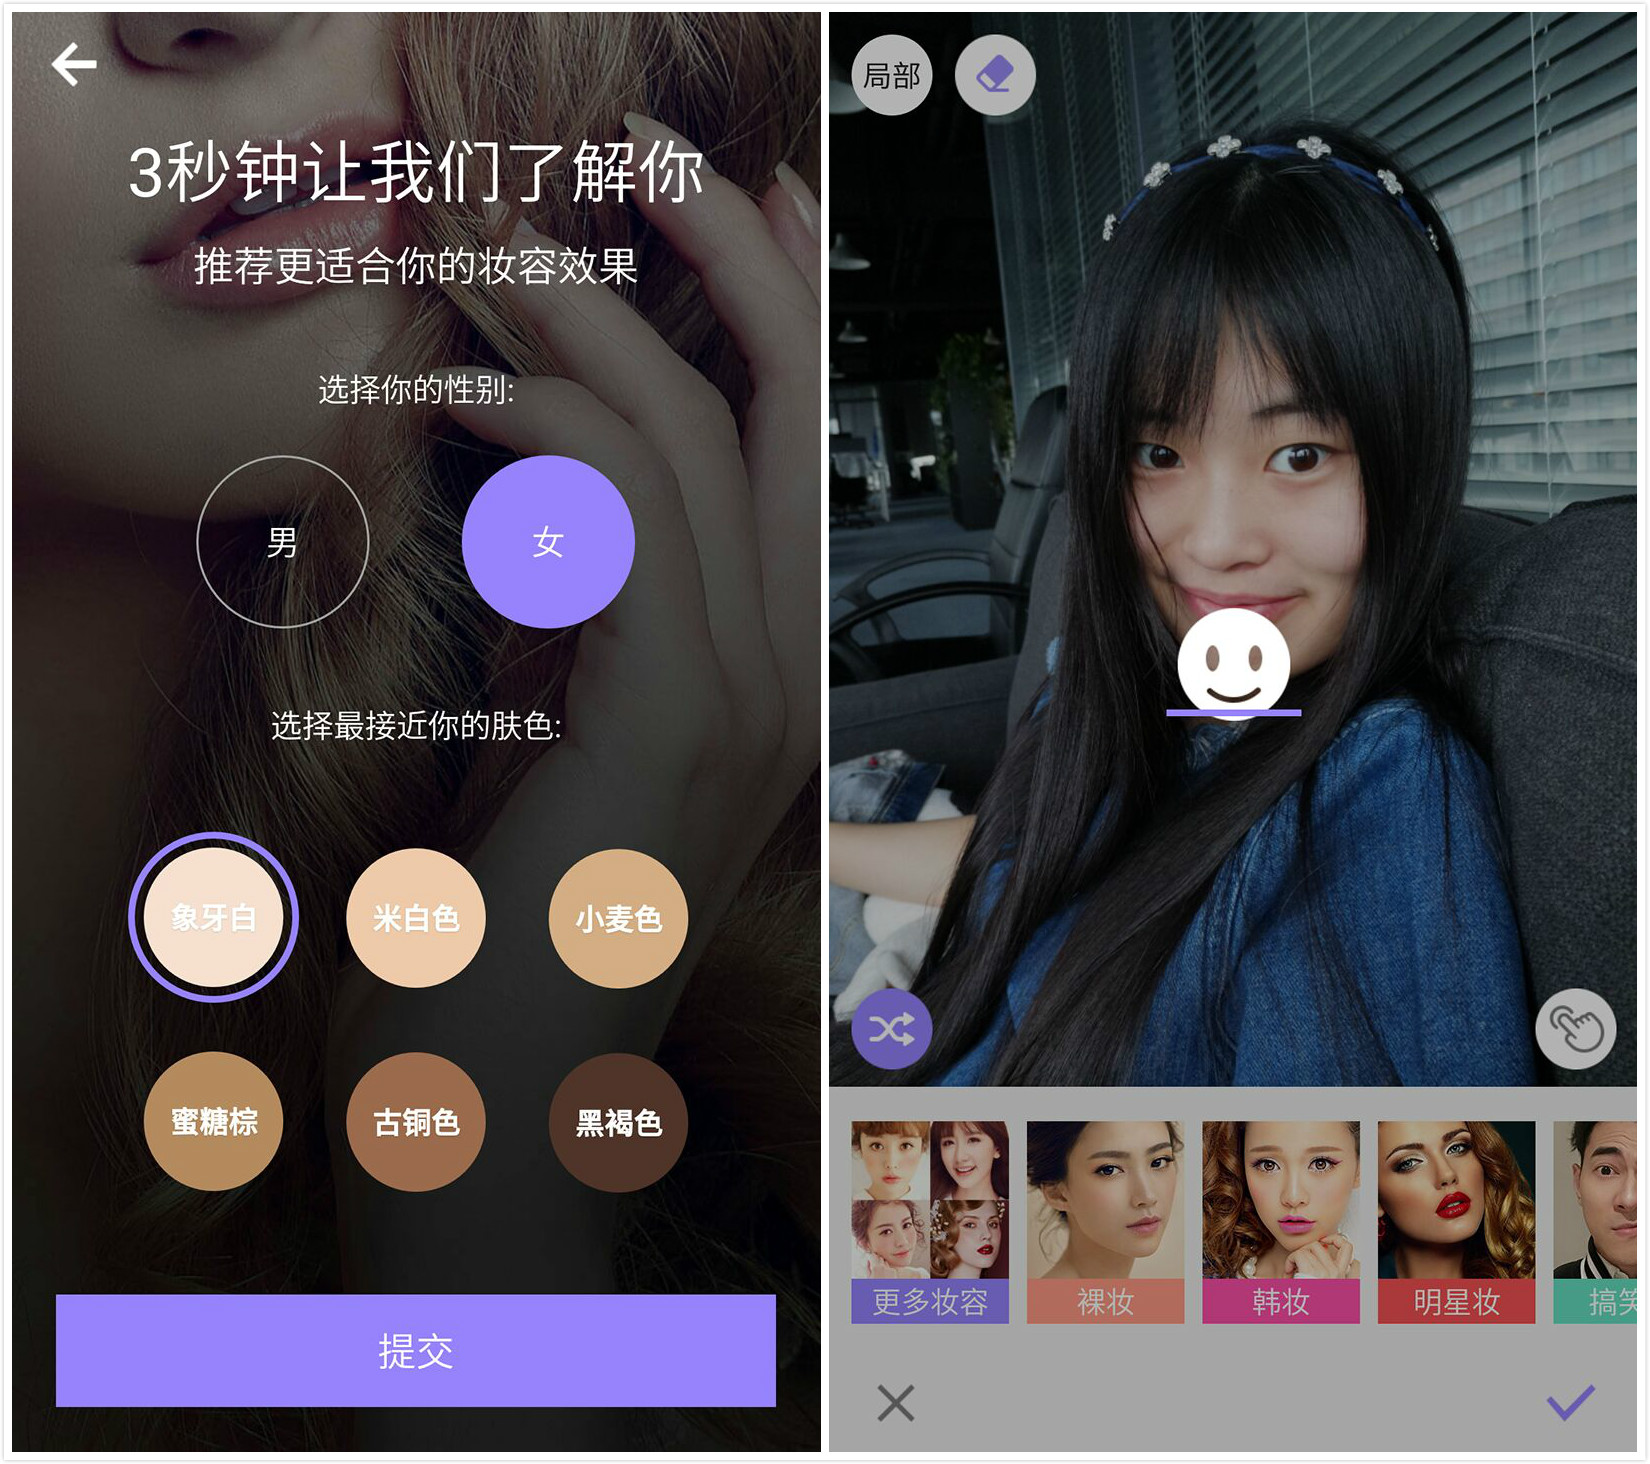 3秒钟让我们了解你
推荐更适合你的妆容效果
选择你的性别:
男
女
选择最接近你的肤色:
象牙白
米白色
小麦色
蜜糖棕
古铜色
黑褐色
提交
局部
更多妆容
裸妆
韩妆
明星妆
搞笑